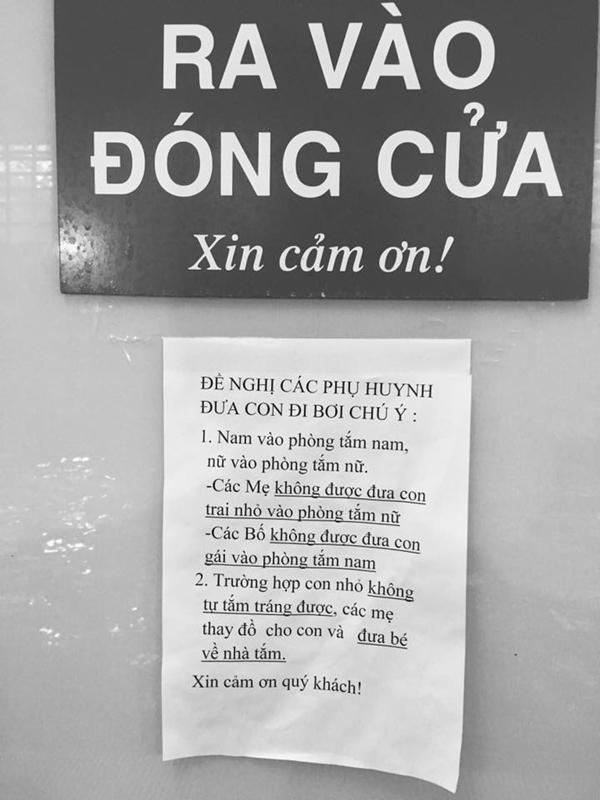 RA VÀO
ĐÓNG CỬA
Xin cảm ơn!
ĐỀ NGHỊ CÁC PHỤ HUYNH
ĐƯA CON ĐI BƠI CHÚ Ý :
1. Nam vào phòng tắm nam,
nữ vào phòng tắm nữ.
-Các Mẹ không được đưa con
trai nhỏ vào phòng tắm nữ
-Các Bố không được đưa con
gái vào phòng tắm nam
2. Trường hợp con nhỏ không
tự tắm tráng được, các mẹ
thay đồ cho con và đưa bé
về nhà tắm.
Xin cảm ơn quý khách!